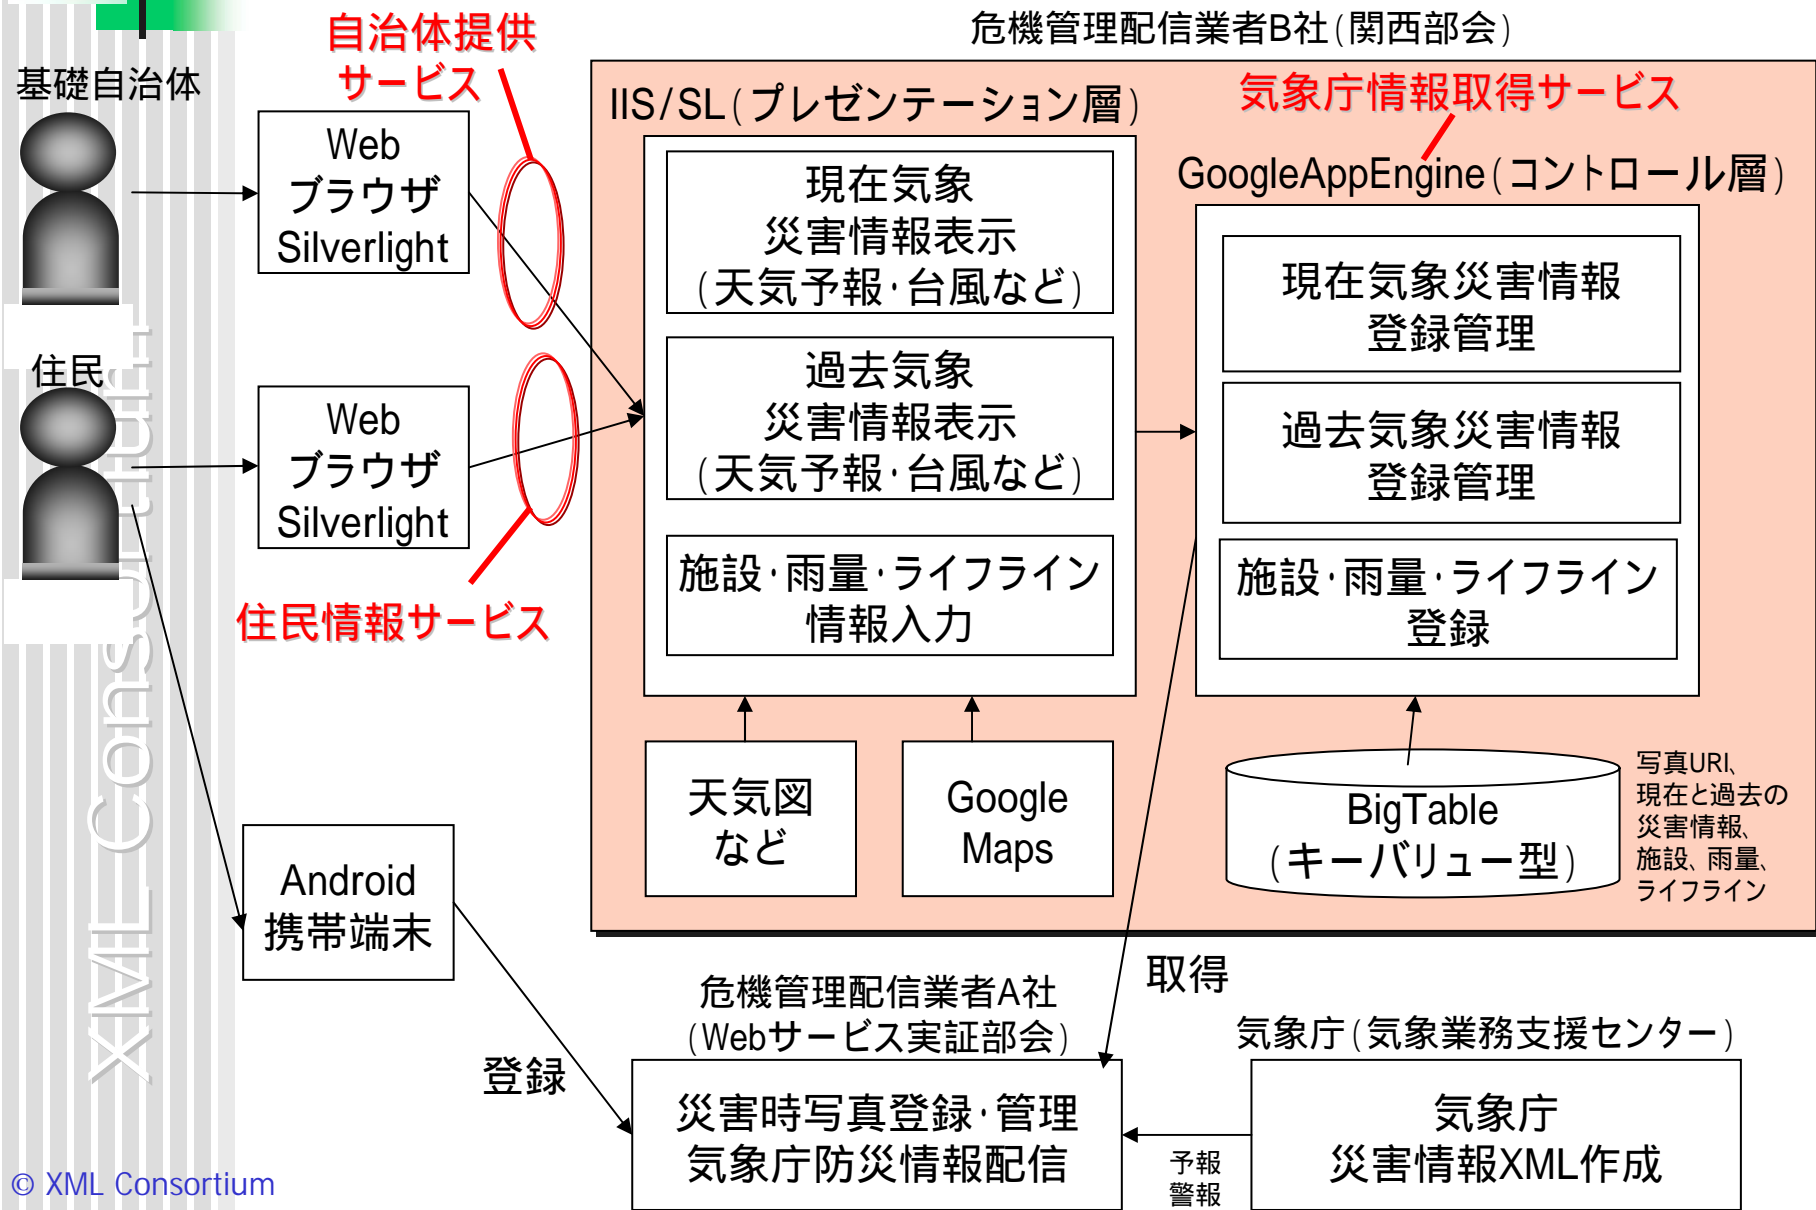 危機管理配信業者B社(関西部会)
自治体提供
サービス
基礎自治体
Web
ブラウザ
Silverlight
住民
Web
ブラウザ
Silverlight
住民情報サービス
IIS/SL(プレゼンテーション層)
現在気象
災害情報表示
(天気予報・台風など)
過去気象
災害情報表示
(天気予報・台風など)
施設・雨量・ライフライン
情報入力
気象庁情報取得サービス
GoogleAppEngine(コントロール層)
現在気象災害情報
登録管理
過去気象災害情報
登録管理
施設・雨量・ライフライン
登録
天気図
など
Google
Maps
BigTable
(キーバリュー型)
写真URI、
現在と過去の
災害情報、
施設、雨量、
ライフライン
Android
携帯端末
登録
取得
危機管理配信業者A社
(Webサービス実証部会)
災害時写真登録・管理
気象庁防災情報配信
予報
警報
気象庁(気象業務支援センター)
気象庁
災害情報XML作成
XML Consortium
© XML Consortium